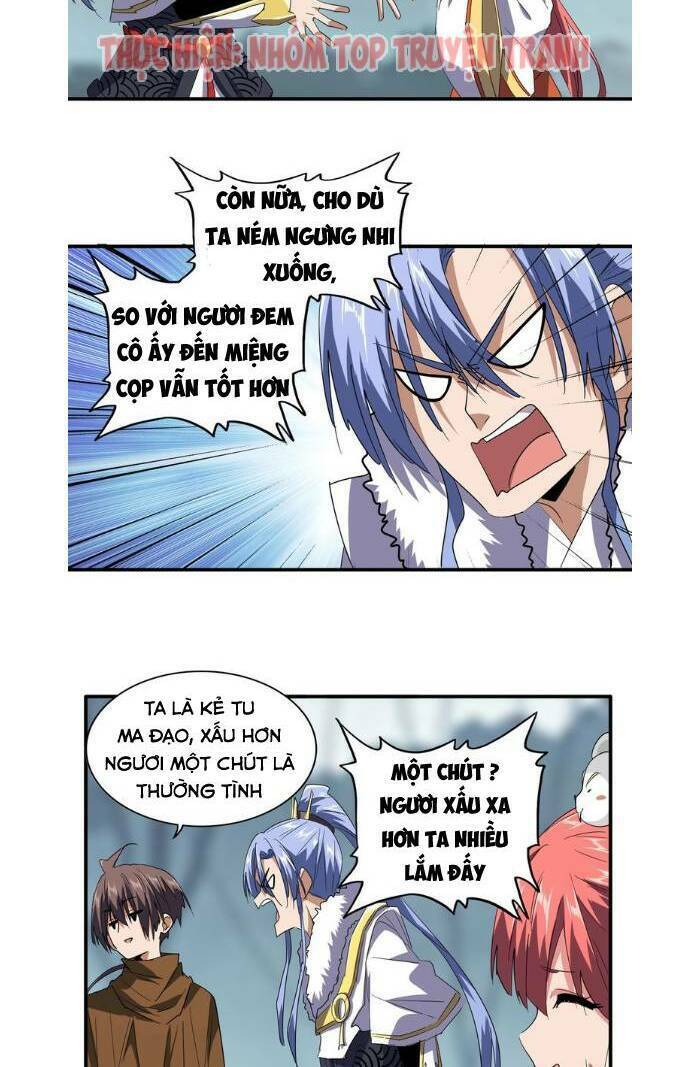 THỰC HIỆN: NHÓM TOP TRUYỆN TRANH
CÒN NỮA, CHO DÙ
TA NÉM NGƯNG NHI
XUỐNG,
SO VỚI NGƯƠI ĐEM
CÔ ẤY ĐẾN MIỆNG
CỌP VẪN TỐT HƠN
TA LÀ KẺ TU
MA ĐẠO, XẤU HƠN
NGƯƠI MỘT CHÚT LÀ
THƯỜNG TÌNH
MỘT CHÚT ?
NGƯƠI XẤU XA
HƠN TA NHIỀU
LẮM ĐẤY